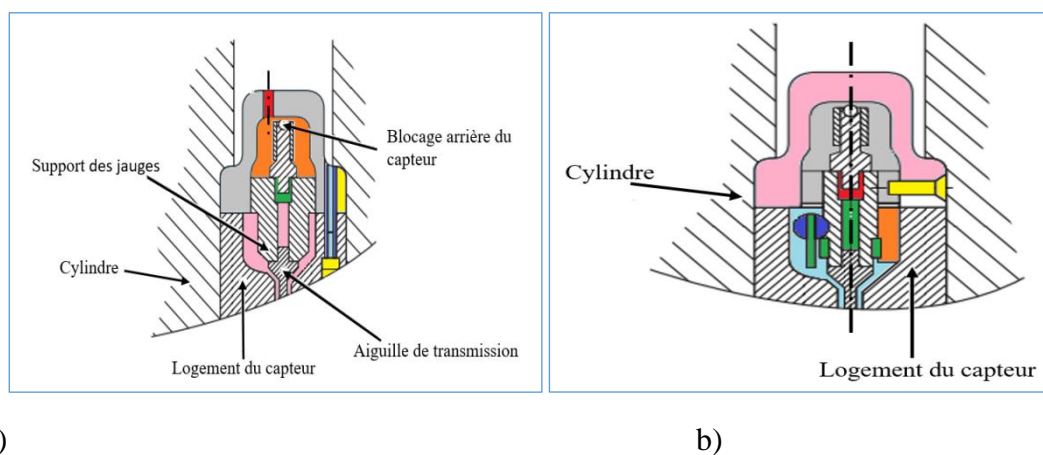 Blocage arrière du
capteur
Support des jauges
Cylindre
Aiguille de transmission
Logement du capteur
Cylindre
Logement du capteur
)
b)